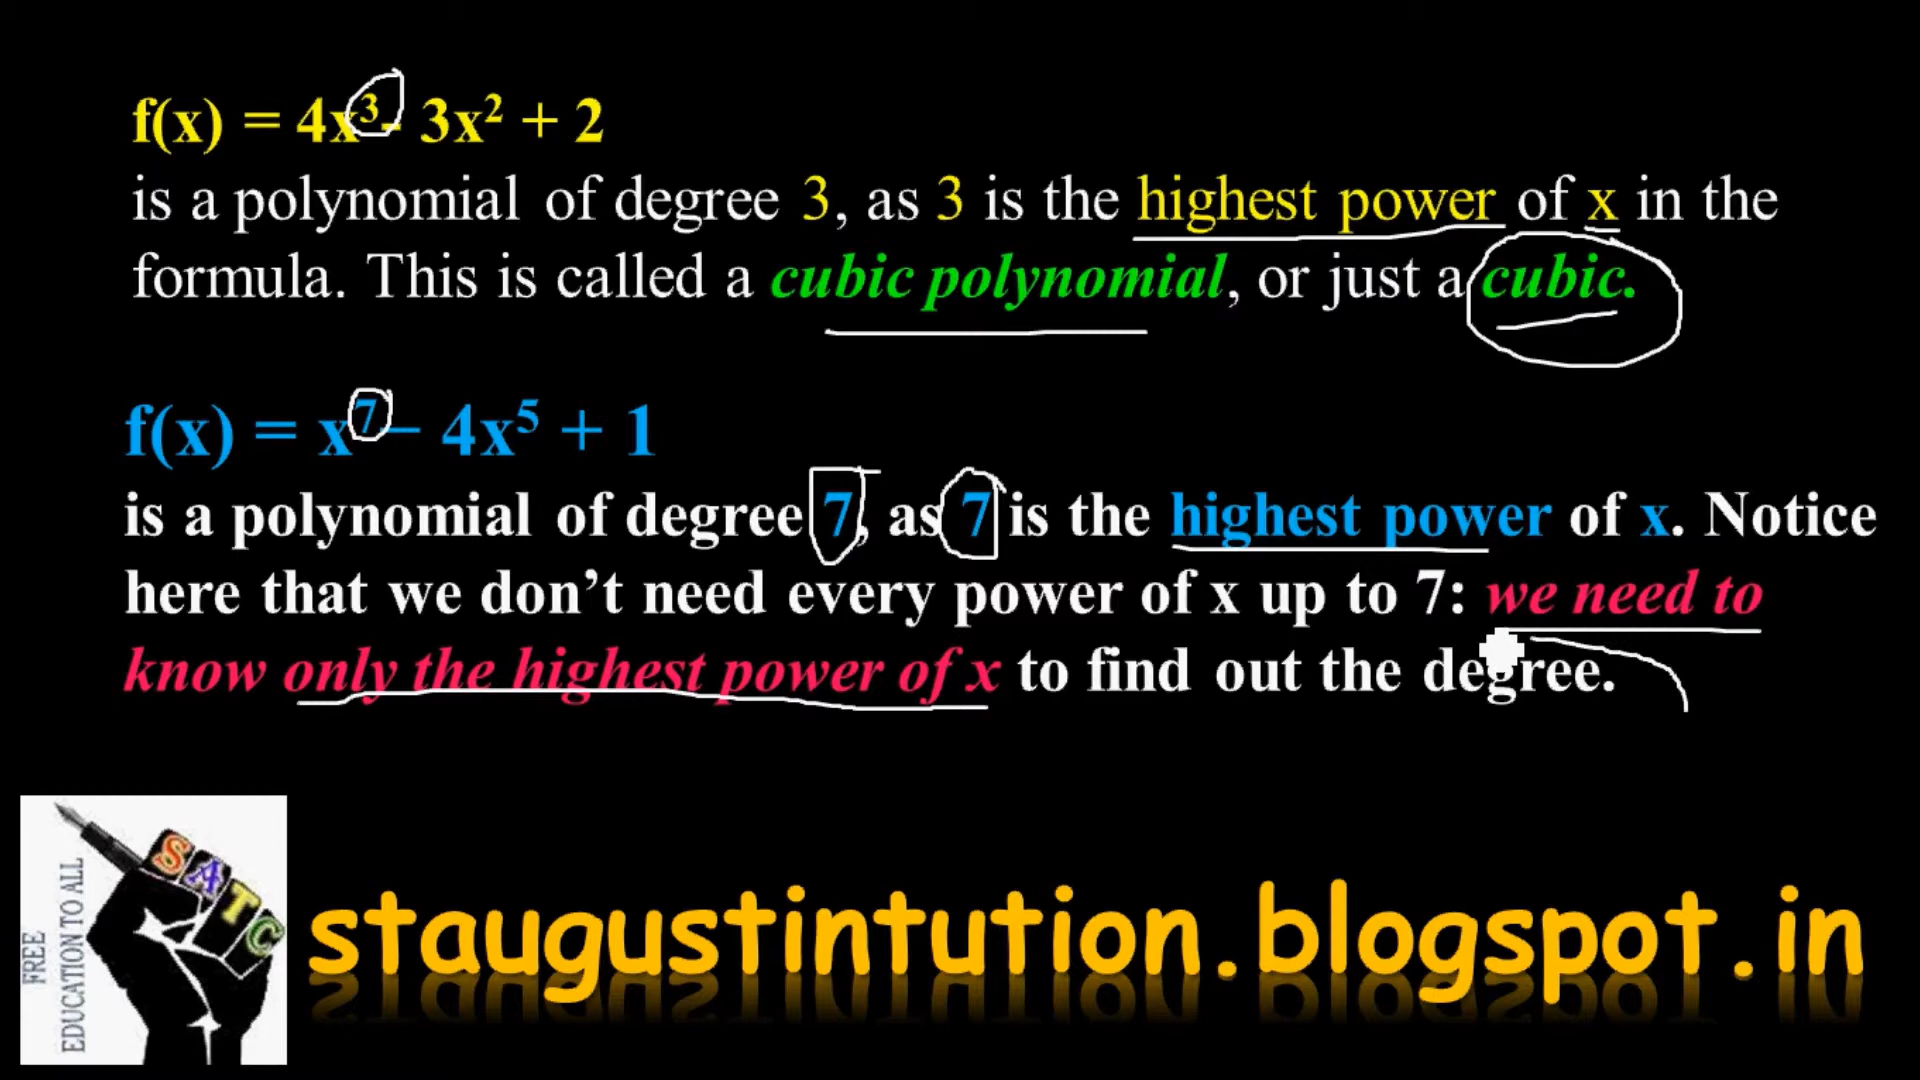 f(x) = 4x³- 3x² + 2
is a polynomial of degree 3, as 3 is the highest power of x in the
formula. This is called a cubic polynomial, or just a cubic.
f(x) = x⁷ – 4x⁵ + 1
is a polynomial of degree 7, as 7 is the highest power of x. Notice
here that we don’t need every power of x up to 7: we need to
know only the highest power of x to find out the degree.
FREE
EDUCATION TO ALL
SATC
staugustintution.blogspot.in